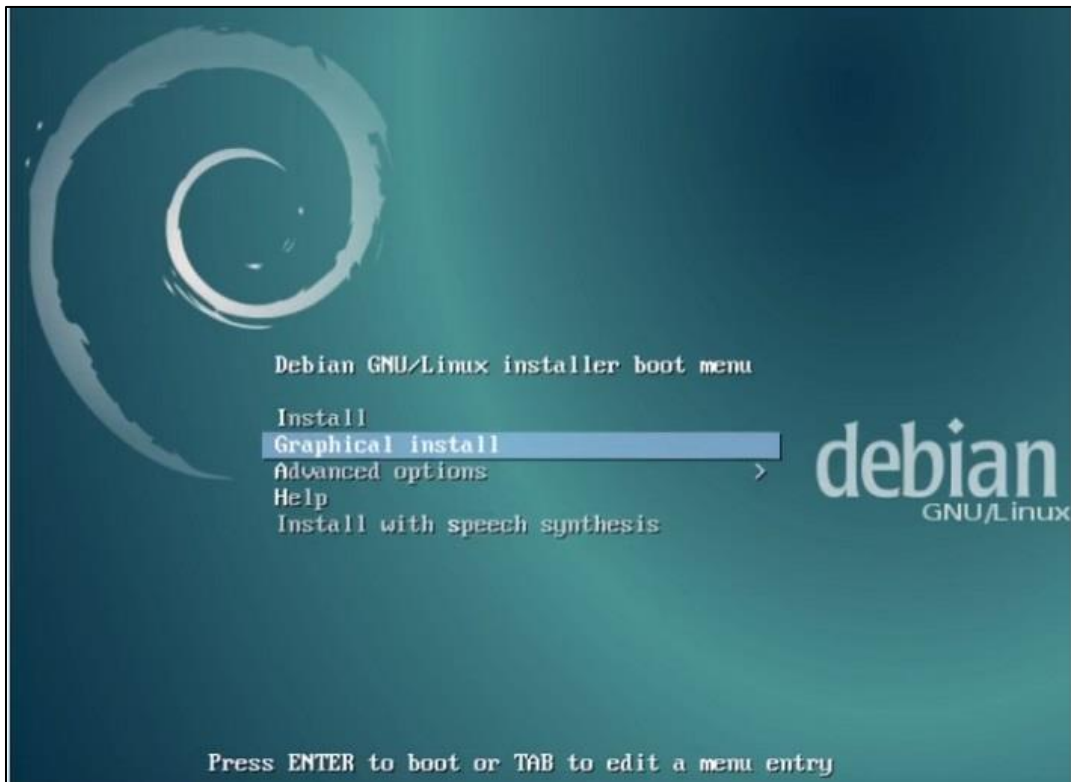 Debian GNU/Linux installer boot menu
Install
Graphical install
Advanced options >
Help
Install with speech synthesis
debian
GNU/Linux
Press ENTER to boot or TAB to edit a menu entry